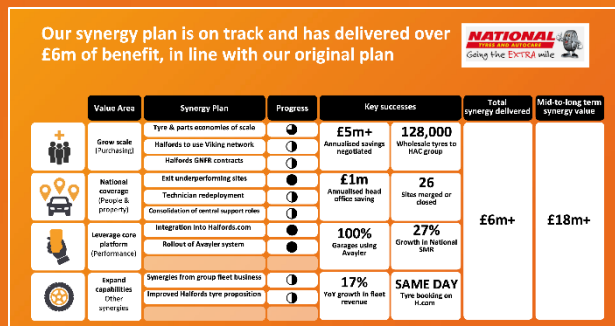 Our synergy plan is on track and has delivered over
£6m of benefit, in line with our original plan
NATIONAL
TYRES AND AUTOCARE
Going the EXTRA mile
Value Area
Synergy Plan
Progress
Key successes
Total
synergy delivered
Mid-to-long term
synergy value
Grow scale
(Purchasing)
Tyre & parts economies of scale
Halfords to use Viking network
Halfords GNFR contracts
£5m+
Annualized savings
negotiated
128,000
Wholesale tyres to
HAC group
National
coverage
(People &
property)
Exit underperforming sites
Technician redeployment
Consolidation of central support roles
£1m
Annualised head
office saving
26
Sites merged or
closed
Leverage core
platform
(Performance)
Integration into Halfords.com
Rollout of Avayler system
100%
Garages using
Avayler
27%
Growth in National
SMR
Expand
capabilities
Other
synergies
Synergies from group fleet business
Improved Halfords tyre proposition
17%
YoY growth in fleet
revenue
SAME DAY
Tyre booking on
H.com
£6m+
£18m+